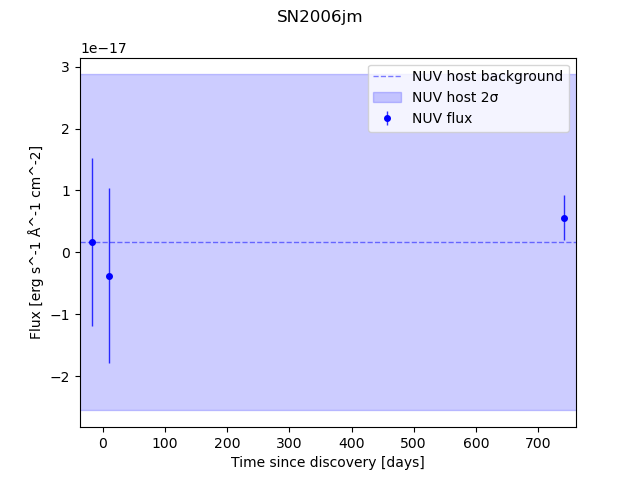 SN2006jm
1e−17
NUV host background
NUV host 2σ
NUV flux
3
2
1
0
−1
−2
Flux [erg s^-1 Å^-1 cm^-2]
0 100 200 300 400 500 600 700
Time since discovery [days]